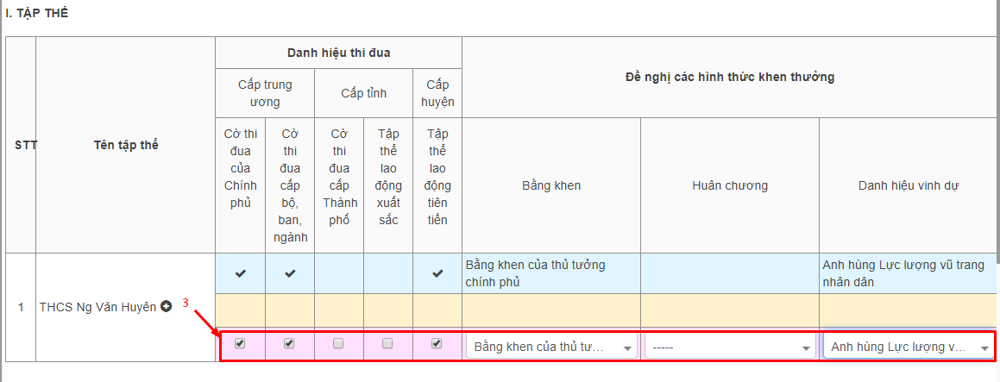 I. TẬP THỂ
STT
Tên tập thể
Danh hiệu thi đua
Đề nghị các hình thức khen thưởng
Cấp trung
ương
Cấp tỉnh
Cấp
huyện
Cờ thi
đua
của
Chính
phủ
Cờ
thi
đua
cấp
bộ,
ban,
ngành
Cờ
thi
đua
cấp
Thành
phố
Tập
thể
lao
động
xuất
sắc
Tập
thể
lao
động
tiên
tiến
Bằng khen
Huân chương
Danh hiệu vinh dự
1
THCS Ng Văn Huyên
3
Bằng khen của thủ tướng
chính phủ
Anh hùng Lực lượng vũ trang
nhân dân
Bằng khen của thủ tư...
-----
Anh hùng Lực lượng v...